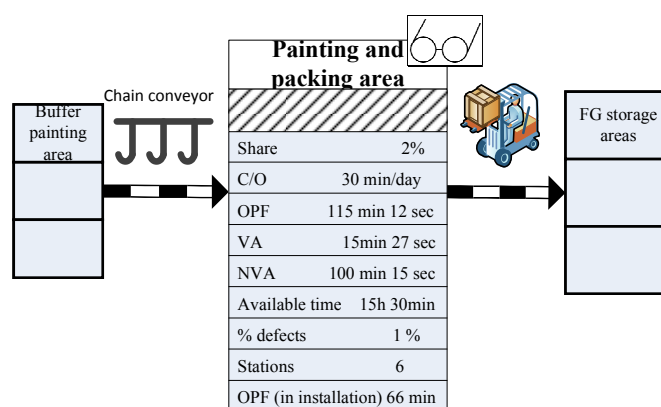 Painting and
packing area
Chain conveyor
Buffer
painting
area
FG storage
areas
Share 2%
C/O 30 min/day
OPF 115 min 12 sec
VA 15min 27 sec
NVA 100 min 15 sec
Available time 15h 30min
% defects 1 %
Stations 6
OPF (in installation) 66 min